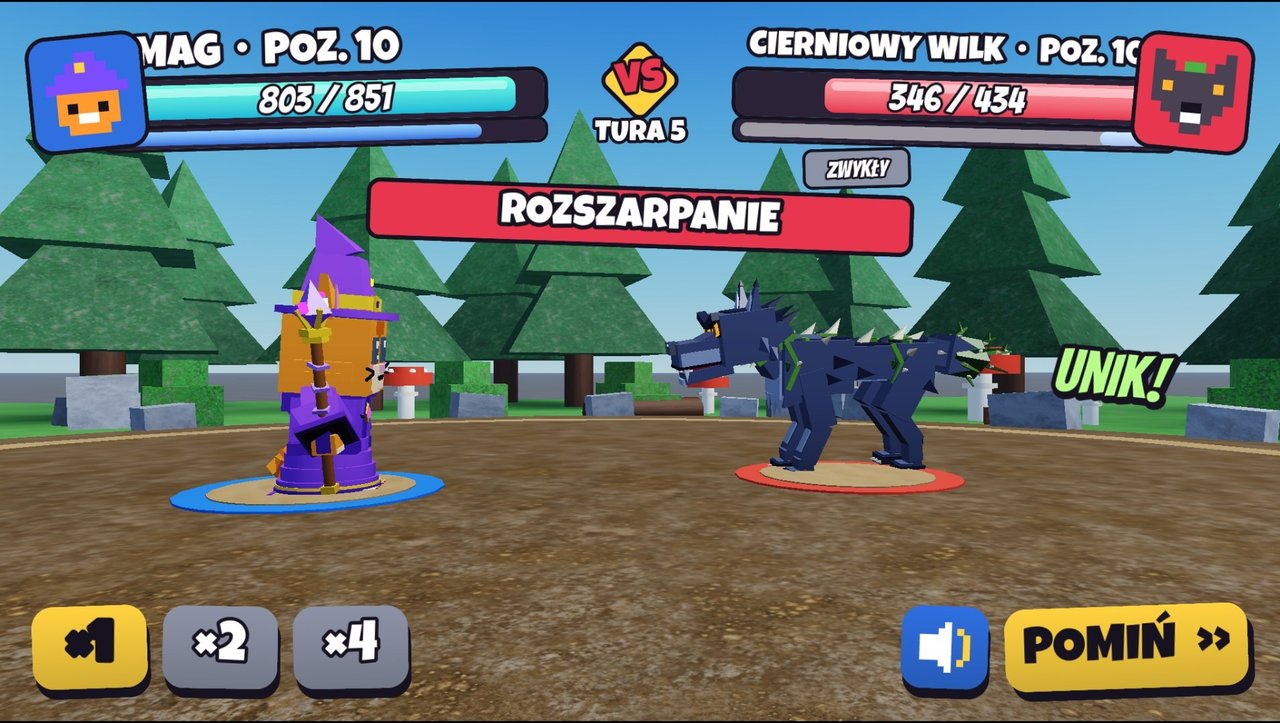 MAG • POZ. 10
803 / 851
VS
TURA 5
CIERNIOWY WILK • POZ. 10
346 / 434
ZWYKŁY
ROZSZARPANIE
UNIK!
×1
×2
×4
POMIŃ >>